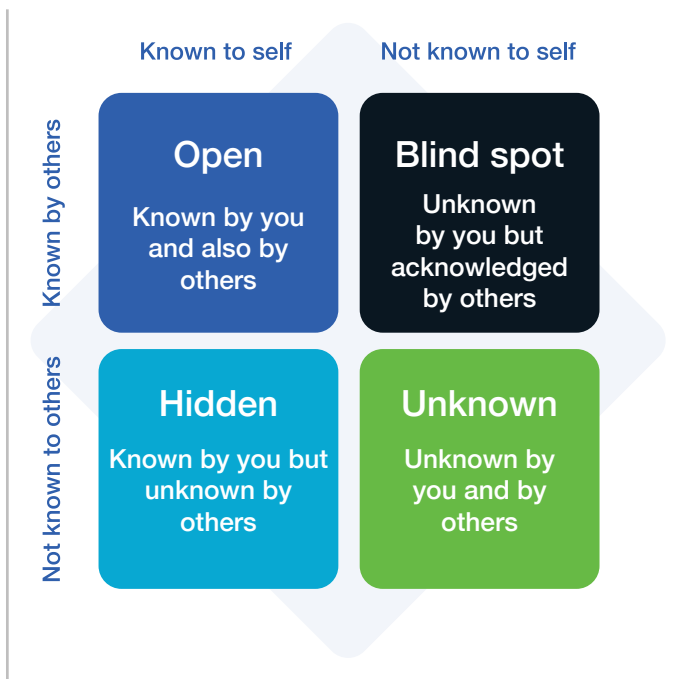 Known to self
Not known to self
Known by others
Open
Known by you
and also by
others
Blind spot
Unknown
by you but
acknowledged
by others
Not known to others
Hidden
Known by you but
unknown by
others
Unknown
Unknown by
you and by
others